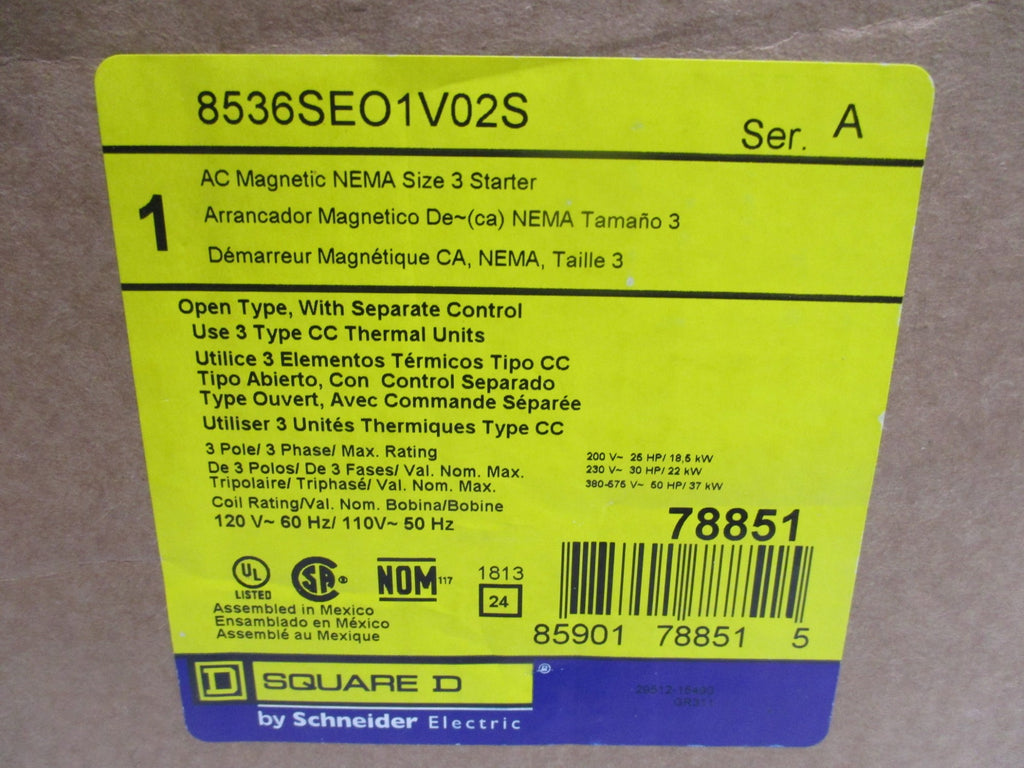 8536SEO1V02S
Ser. A
1
AC Magnetic NEMA Size 3 Starter
Arrancador Magnetico De~(ca) NEMA Tamaño 3
Démarreur Magnétique CA, NEMA, Taille 3
Open Type, With Separate Control
Use 3 Type CC Thermal Units
Utilice 3 Elementos Térmicos Tipo CC
Tipo Abierto, Con Control Separado
Type Ouvert, Avec Commande Séparée
Utiliser 3 Unités Thermiques Type CC
3 Pole/ 3 Phase/ Max. Rating
De 3 Polos/ De 3 Fases/ Val. Nom. Max.
Tripolaire/ Triphasé/ Val. Nom. Max.
200 V~ 25 HP/ 18,5 kW
230 V~ 30 HP/ 22 kW
380-575 V~ 50 HP/ 37 kW
Coil Rating/Val. Nom. Bobina/Bobine
120 V~ 60 Hz/ 110V~ 50 Hz
78851
UL
LISTED
SA ®
NOM 117
1813
24
85901 78851 5
Assembled in Mexico
Ensamblado en México
Assemblé au Mexique
D SQUARE D ®
by Schneider Electric